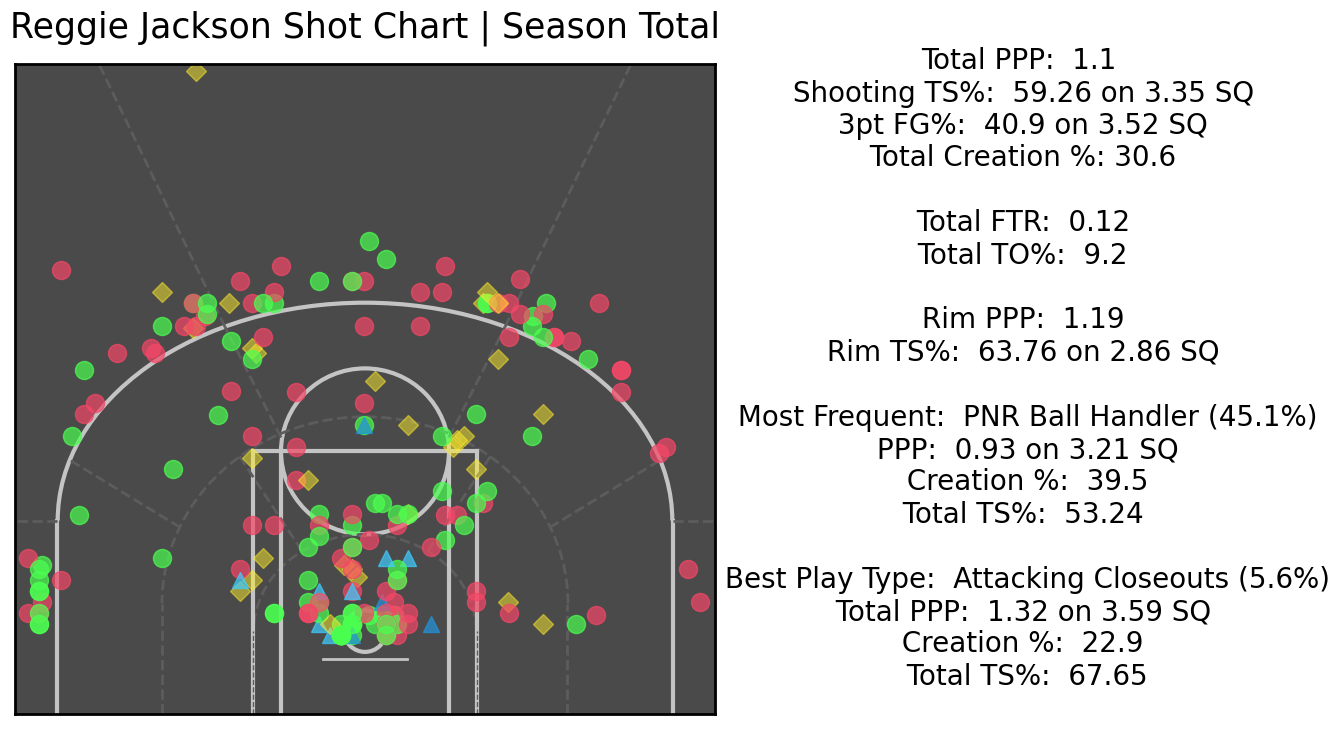 Reggie Jackson Shot Chart | Season Total
Total PPP: 1.1
Shooting TS%: 59.26 on 3.35 SQ
3pt FG%: 40.9 on 3.52 SQ
Total Creation %: 30.6
Total FTR: 0.12
Total TO%: 9.2
Rim PPP: 1.19
Rim TS%: 63.76 on 2.86 SQ
Most Frequent: PNR Ball Handler (45.1%)
PPP: 0.93 on 3.21 SQ
Creation %: 39.5
Total TS%: 53.24
Best Play Type: Attacking Closeouts (5.6%)
Total PPP: 1.32 on 3.59 SQ
Creation %: 22.9
Total TS%: 67.65